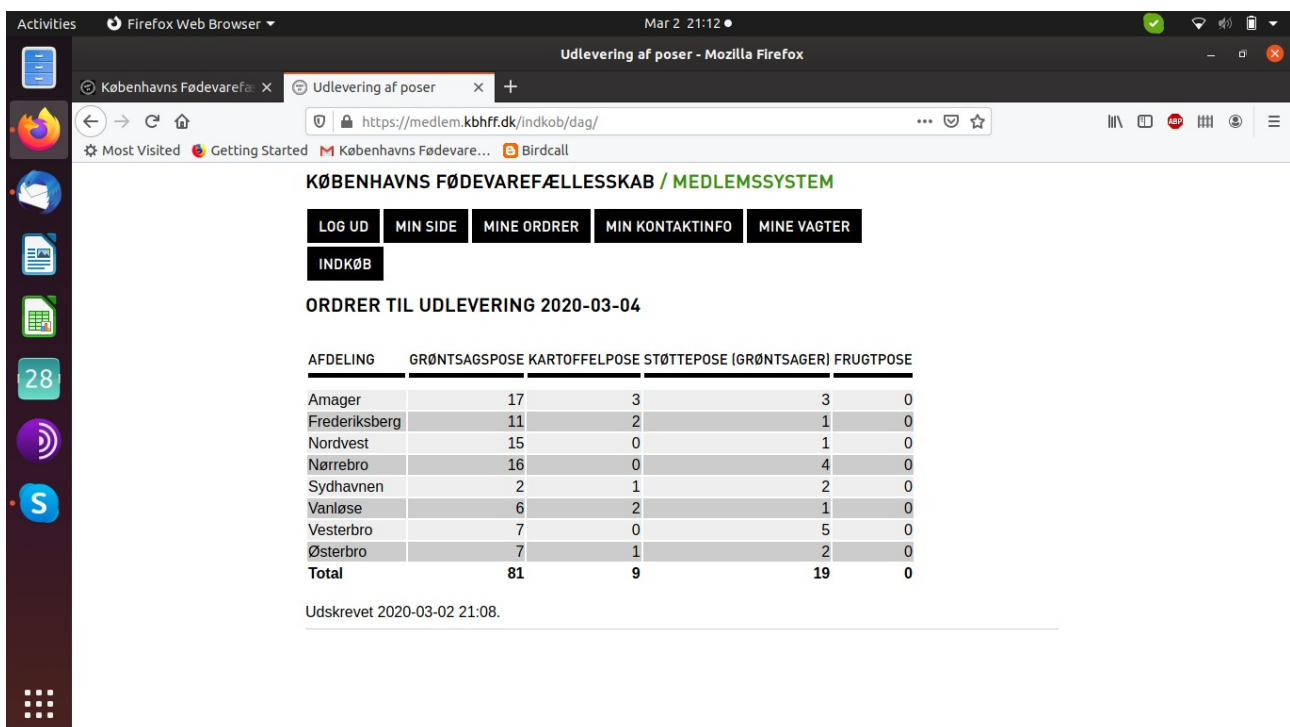 Activities Firefox Web Browser Mar 2 21:12
Udlevering af poser - Mozilla Firefox
Københavns Fødevarefæ Udlevering af poser
https://medlem.kbhff.dk/indkob/dag/ ABP
Most Visited Getting Started Københavns Fødevare... Birdcall
KØBENHAVNS FØDEVAREFÆLLESSKAB / MEDLEMSSYSTEM
LOG UD MIN SIDE MINE ORDRER MIN KONTAKTINFO MINE VAGTER
INDKØB
ORDRER TIL UDLEVERING 2020-03-04
AFDELING GRØNTSAGSPOSE KARTOFFELPOSE STØTTEPOSE (GRØNTSAGER) FRUGTPOSE
28
Amager 17 3 3 0
Frederiksberg 11 2 1 0
Nordvest 15 0 1 0
Nørrebro 16 0 4 0
Sydhavnen 2 1 2 0
Vanløse 6 2 1 0
Vesterbro 7 0 5 0
Østerbro 7 1 2 0
Total 81 9 19 0
Udskrevet 2020-03-02 21:08.